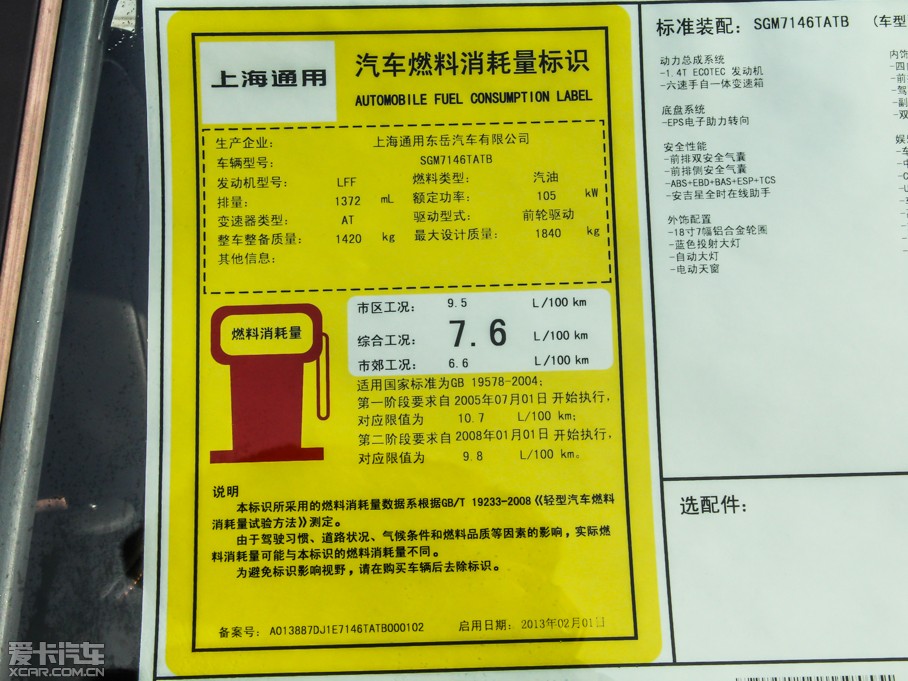 上海通用
汽车燃料消耗量标识
AUTOMOBILE FUEL CONSUMPTION LABEL
生产企业： 上海通用东岳汽车有限公司
车辆型号： SGM7146TATB
发动机型号： LFF 燃料类型： 汽油
排量： 1372 mL 额定功率： 105 kW
变速器类型： AT 驱动型式： 前轮驱动
整车整备质量： 1420 kg 最大设计质量： 1840 kg
其他信息：
燃料消耗量
市区工况： 9.5 L/100 km
综合工况： 7.6 L/100 km
市郊工况： 6.6 L/100 km
适用国家标准为GB 19578-2004；
第一阶段要求自 2005年07月01日 开始执行，
对应限值为 10.7 L/100 km；
第二阶段要求自 2008年01月01日 开始执行，
对应限值为 9.8 L/100 km。
说明
本标识所采用的燃料消耗量数据系根据GB/T 19233-2008《轻型汽车燃料
消耗量试验方法》测定。
由于驾驶习惯、道路状况、气候条件和燃料品质等因素的影响，实际燃
料消耗量可能与本标识的燃料消耗量不同。
为避免标识影响视野，请在购买车辆后去除标识。
备案号： A013887DJ1E7146TATB000102 启用日期： 2013年02月01日
标准装配： SGM7146TATB （车型
动力总成系统
-1.4T ECOTEC 发动机
-六速手自一体变速箱
底盘系统
-EPS电子助力转向
安全性能
-前排双安全气囊
-前排侧安全气囊
-ABS+EBD+BAS+ESP+TCS
-安吉星全时在线助手
外饰配置
-18寸7幅铝合金轮圈
-蓝色投射大灯
-自动大灯
-电动天窗
内饰
-四
-前
-驾
-副
-双
选配件：
爱卡汽车
XCAR.COM.CN